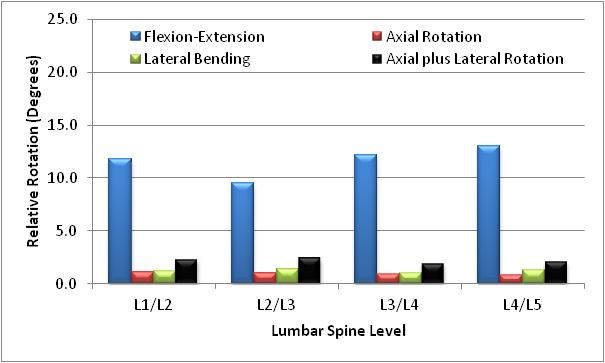 25.0
20.0
15.0
10.0
5.0
0.0
Relative Rotation (Degrees)
Flexion-Extension
Axial Rotation
Lateral Bending
Axial plus Lateral Rotation
L1/L2
L2/L3
L3/L4
L4/L5
Lumbar Spine Level